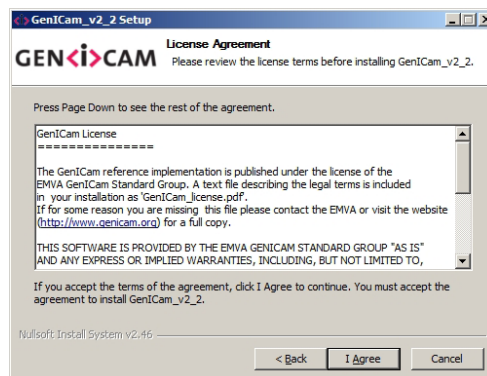 GenICam_v2_2 Setup
GEN<i>CAM
License Agreement
Please review the license terms before installing GenICam_v2_2.
Press Page Down to see the rest of the agreement.
GenICam License
===============
The GenICam reference implementation is published under the license of the
EMVA GenICam Standard Group. A text file describing the legal terms is included
in your installation as 'GenICam_license.pdf'.
If for some reason you are missing this file please contact the EMVA or visit the website
(http://www.genicam.org) for a full copy.
THIS SOFTWARE IS PROVIDED BY THE EMVA GENICAM STANDARD GROUP "AS IS"
AND ANY EXPRESS OR IMPLIED WARRANTIES, INCLUDING, BUT NOT LIMITED TO,
If you accept the terms of the agreement, click I Agree to continue. You must accept the
agreement to install GenICam_v2_2.
Nullsoft Install System v2.46
< Back
I Agree
Cancel